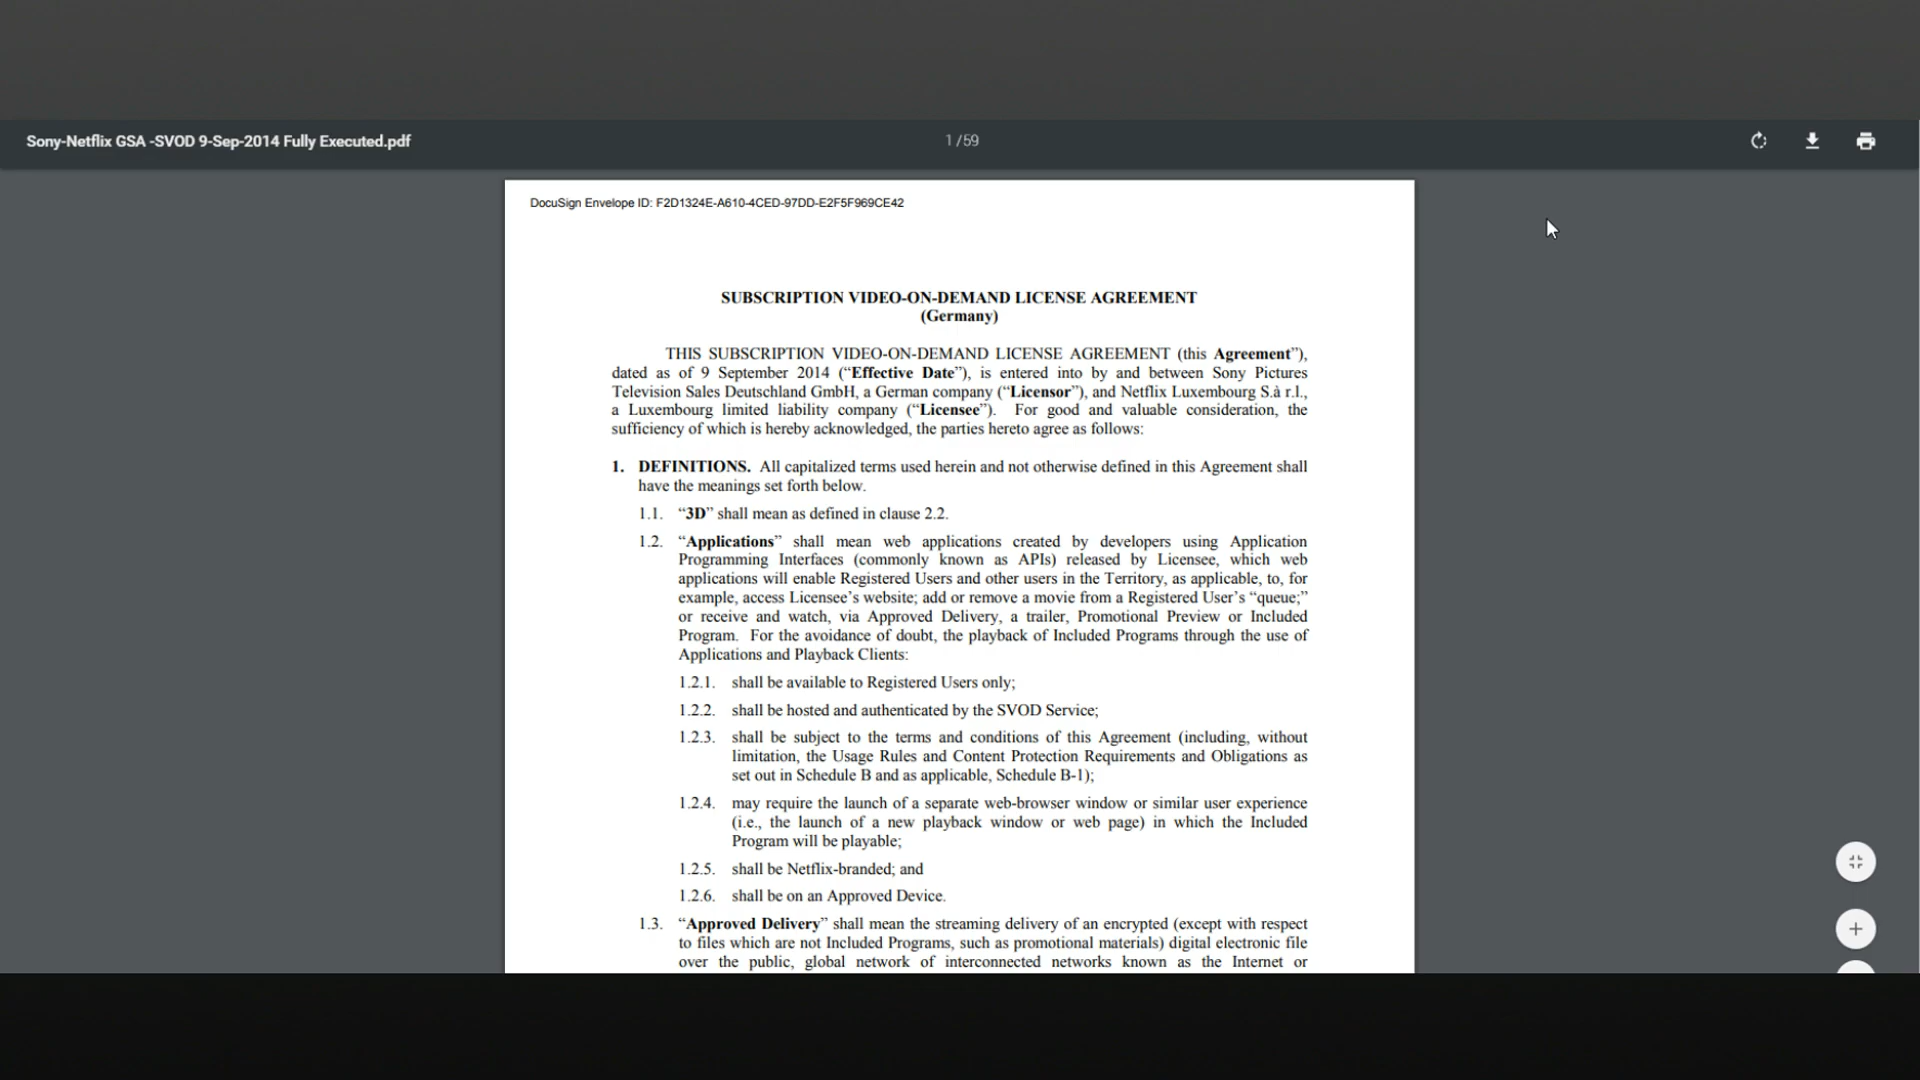 Sony-Netflix GSA -SVOD 9-Sep-2014 Fully Executed.pdf
1 / 59
DocuSign Envelope ID: F2D1324E-A610-4CED-97DD-E2F5F969CE42
SUBSCRIPTION VIDEO-ON-DEMAND LICENSE AGREEMENT
(Germany)
THIS SUBSCRIPTION VIDEO-ON-DEMAND LICENSE AGREEMENT (this Agreement”),
dated as of 9 September 2014 (“Effective Date”), is entered into by and between Sony Pictures
Television Sales Deutschland GmbH, a German company (“Licensor”), and Netflix Luxembourg S.à r.l.,
a Luxembourg limited liability company (“Licensee”). For good and valuable consideration, the
sufficiency of which is hereby acknowledged, the parties hereto agree as follows:
1. DEFINITIONS. All capitalized terms used herein and not otherwise defined in this Agreement shall
have the meanings set forth below.
1.1. “3D” shall mean as defined in clause 2.2.
1.2. “Applications” shall mean web applications created by developers using Application
Programming Interfaces (commonly known as APIs) released by Licensee, which web
applications will enable Registered Users and other users in the Territory, as applicable, to, for
example, access Licensee’s website; add or remove a movie from a Registered User’s “queue;”
or receive and watch, via Approved Delivery, a trailer, Promotional Preview or Included
Program. For the avoidance of doubt, the playback of Included Programs through the use of
Applications and Playback Clients:
1.2.1. shall be available to Registered Users only;
1.2.2. shall be hosted and authenticated by the SVOD Service;
1.2.3. shall be subject to the terms and conditions of this Agreement (including, without
limitation, the Usage Rules and Content Protection Requirements and Obligations as
set out in Schedule B and as applicable, Schedule B-1);
1.2.4. may require the launch of a separate web-browser window or similar user experience
(i.e., the launch of a new playback window or web page) in which the Included
Program will be playable;
1.2.5. shall be Netflix-branded; and
1.2.6. shall be on an Approved Device.
1.3. “Approved Delivery” shall mean the streaming delivery of an encrypted (except with respect
to files which are not Included Programs, such as promotional materials) digital electronic file
over the public, global network of interconnected networks known as the Internet or